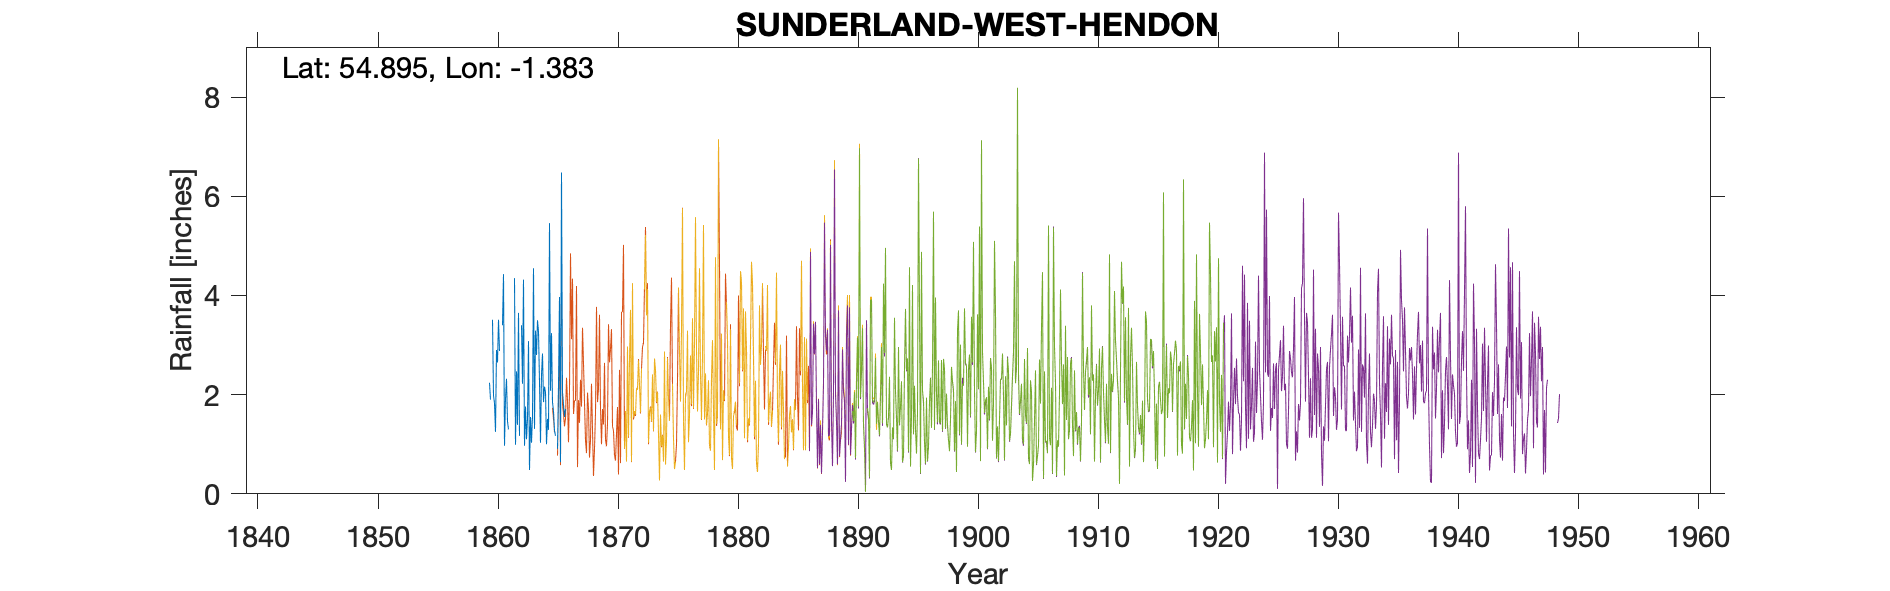 SUNDERLAND-WEST-HENDON
Lat: 54.895, Lon: -1.383
8
6
4
2
0
Rainfall [inches]
1840 1850 1860 1870 1880 1890 1900 1910 1920 1930 1940 1950 1960
Year